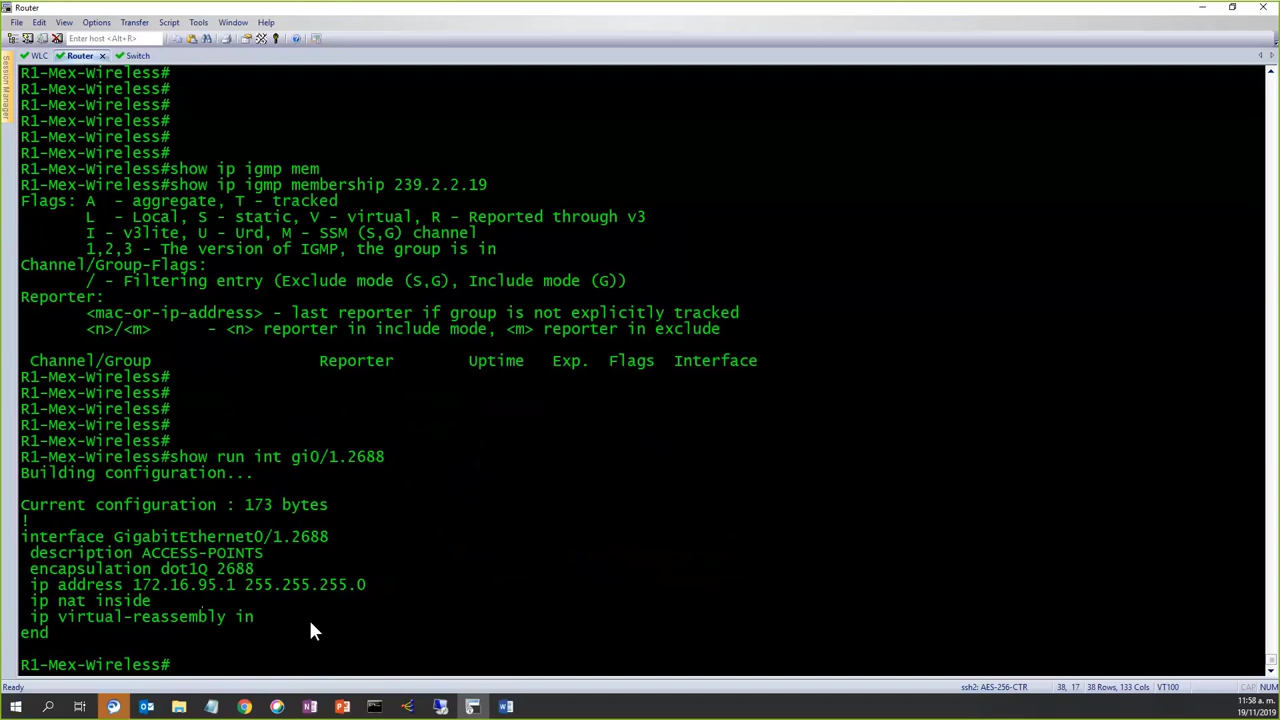 Router
File Edit View Options Transfer Script Tools Window Help
Enter host <Alt+R>
WLC Router Switch
Session Manager
R1-Mex-Wireless#
R1-Mex-Wireless#
R1-Mex-Wireless#
R1-Mex-Wireless#
R1-Mex-Wireless#
R1-Mex-Wireless#
R1-Mex-Wireless#show ip igmp mem
R1-Mex-Wireless#show ip igmp membership 239.2.2.19
Flags: A - aggregate, T - tracked
L - Local, S - static, V - virtual, R - Reported through v3
I - v3lite, U - Urd, M - SSM (S,G) channel
1,2,3 - The version of IGMP, the group is in
Channel/Group-Flags:
/ - Filtering entry (Exclude mode (S,G), Include mode (G))
Reporter:
<mac-or-ip-address> - last reporter if group is not explicitly tracked
<n>/<m> - <n> reporter in include mode, <m> reporter in exclude
Channel/Group Reporter Uptime Exp. Flags Interface
R1-Mex-Wireless#
R1-Mex-Wireless#
R1-Mex-Wireless#
R1-Mex-Wireless#
R1-Mex-Wireless#
R1-Mex-Wireless#show run int gi0/1.2688
Building configuration...
Current configuration : 173 bytes
!
interface GigabitEthernet0/1.2688
description ACCESS-POINTS
encapsulation dot1Q 2688
ip address 172.16.95.1 255.255.255.0
ip nat inside
ip virtual-reassembly in
end
R1-Mex-Wireless#
Ready ssh2: AES-256-CTR 38, 17 38 Rows, 133 Cols VT100 CAP NUM
11:58 a. m.
19/11/2019